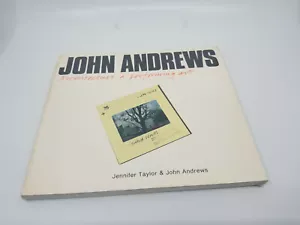 JOHN ANDREWS
architecture a performing art
Jennifer Taylor & John Andrews